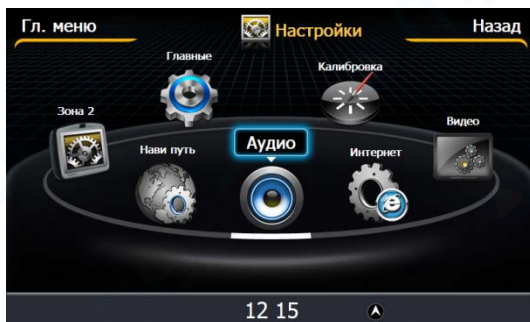 Гл. меню
Настройки
Назад
Главные
Калибровка
Зона 2
Видео
Нави путь
Аудио
Интернет
12 15